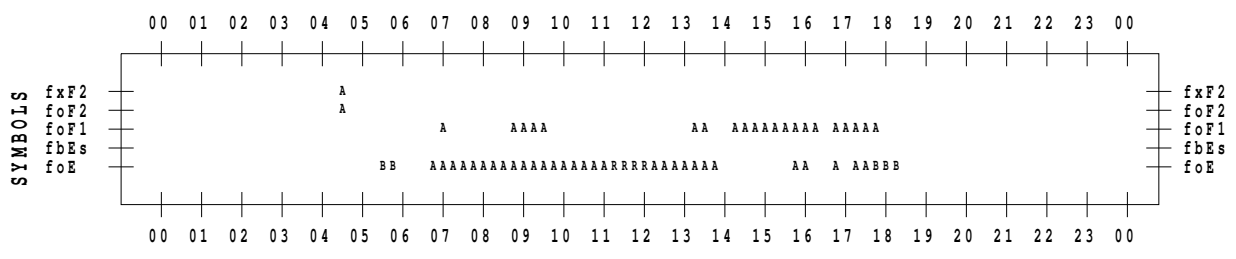 00 01 02 03 04 05 06 07 08 09 10 11 12 13 14 15 16 17 18 19 20 21 22 23 00
SYMBOLS
fxF2 A fxF2
foF2 A foF2
foF1 A AAAA AA AAAAAAAAA AAAAA foF1
fbEs fbEs
foE BB AAAAAAAAAAAAAAAAAARRRRAAAAAAA AA A AABBB foE
00 01 02 03 04 05 06 07 08 09 10 11 12 13 14 15 16 17 18 19 20 21 22 23 00